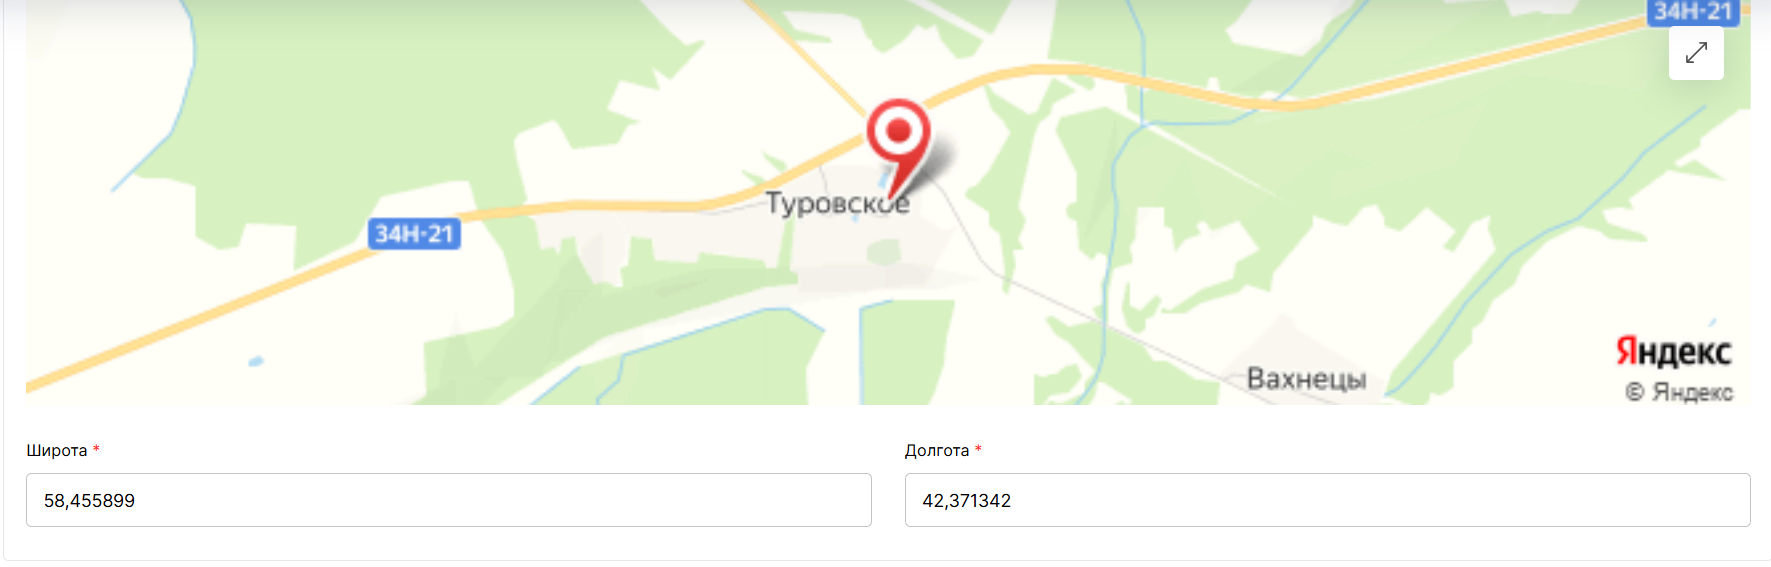 34Н-21
Туровское
34Н-21
Яндекс
Вахнецы
© Яндекс
Широта *
Долгота *
58,455899
42,371342